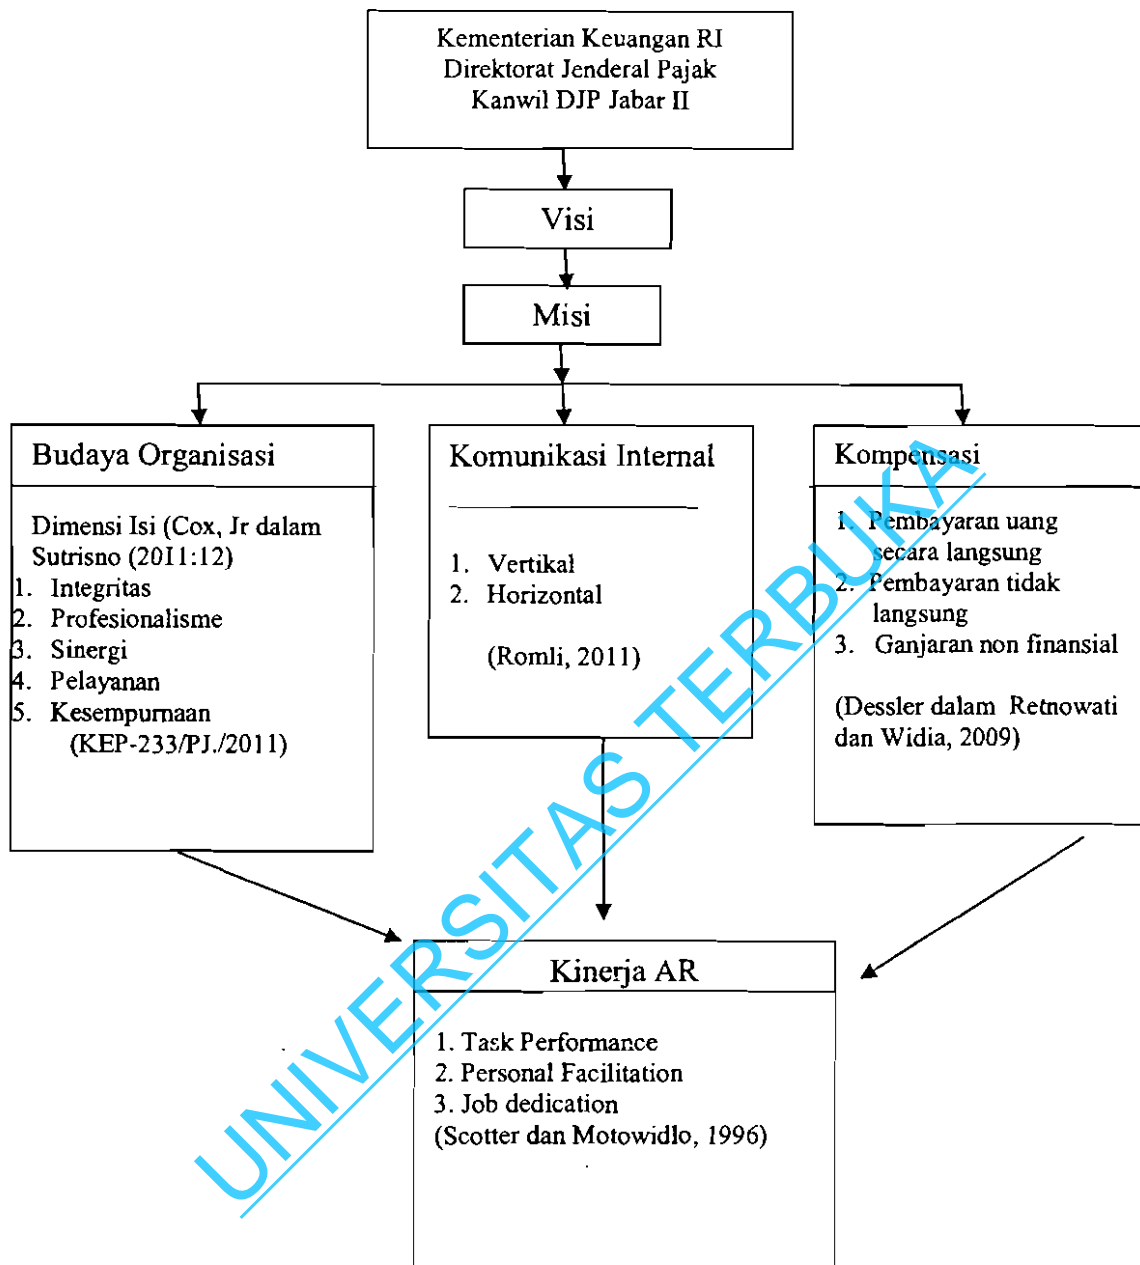 Kementerian Keuangan RI
Direktorat Jenderal Pajak
Kanwil DJP Jabar II
Visi
Misi
Budaya Organisasi
Dimensi Isi (Cox, Jr dalam
Sutrisno (2011:12)
1. Integritas
2. Profesionalisme
3. Sinergi
4. Pelayanan
5. Kesempurnaan
(KEP-233/PJ./2011)
Komunikasi Internal
1. Vertikal
2. Horizontal
(Romli, 2011)
Kompensasi
1. Pembayaran uang
secara langsung
2. Pembayaran tidak
langsung
3. Ganjaran non finansial
(Dessler dalam Retnowati
dan Widia, 2009)
Kinerja AR
1. Task Performance
2. Personal Facilitation
3. Job dedication
(Scotter dan Motowidlo, 1996)
UNIVERSITAS TERBUKA